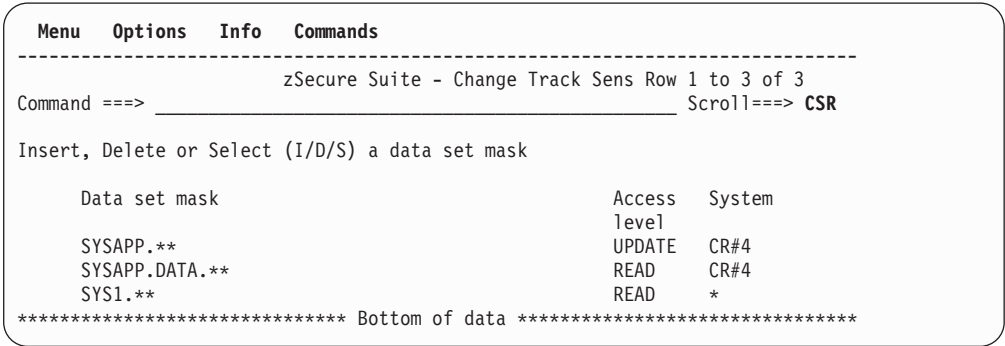 Menu Options Info Commands
--------------------------------------------------------------------------------
zSecure Suite - Change Track Sens Row 1 to 3 of 3
Command ===> __________________________________________________ Scroll===> CSR
Insert, Delete or Select (I/D/S) a data set mask
Data set mask Access System
level
SYSAPP.** UPDATE CR#4
SYSAPP.DATA.** READ CR#4
SYS1.** READ *
******************************* Bottom of data ********************************